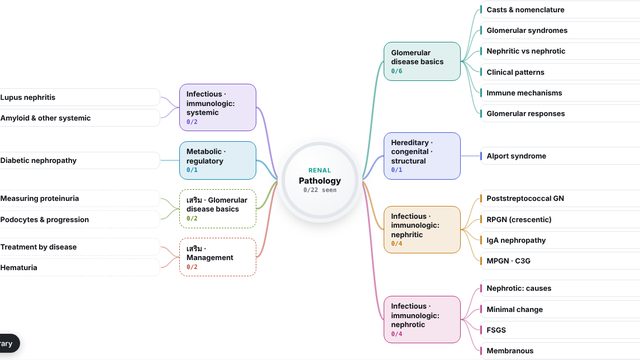 Lupus nephritis
Amyloid & other systemic
Diabetic nephropathy
Measuring proteinuria
Podocytes & progression
Treatment by disease
Hematuria
rary
Infectious ·
immunologic:
systemic
0/2
Metabolic ·
regulatory
0/1
เสริม · Glomerular
disease basics
0/2
เสริม ·
Management
0/2
RENAL
Pathology
0/22 seen
Glomerular
disease basics
0/6
Hereditary ·
congenital ·
structural
0/1
Infectious ·
immunologic:
nephritic
0/4
Infectious ·
immunologic:
nephrotic
0/4
Casts & nomenclature
Glomerular syndromes
Nephritic vs nephrotic
Clinical patterns
Immune mechanisms
Glomerular responses
Alport syndrome
Poststreptococcal GN
RPGN (crescentic)
IgA nephropathy
MPGN · C3G
Nephrotic: causes
Minimal change
FSGS
Membranous